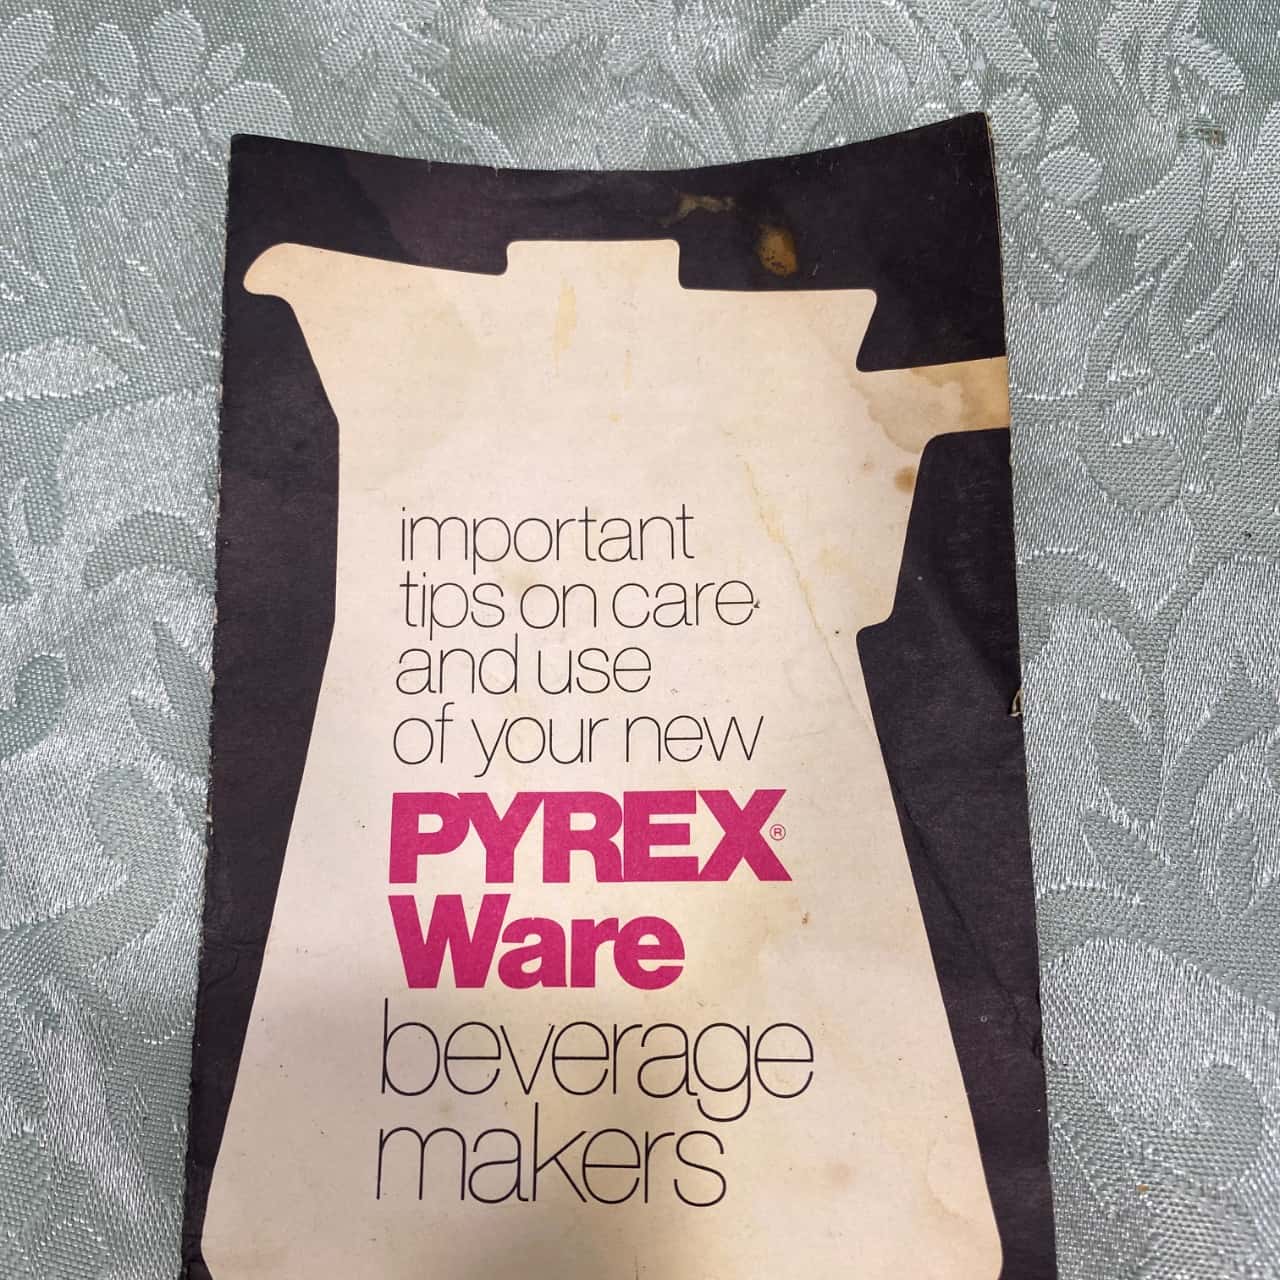 important
tips on care
and use
of your new
PYREX®
Ware
beverage
makers